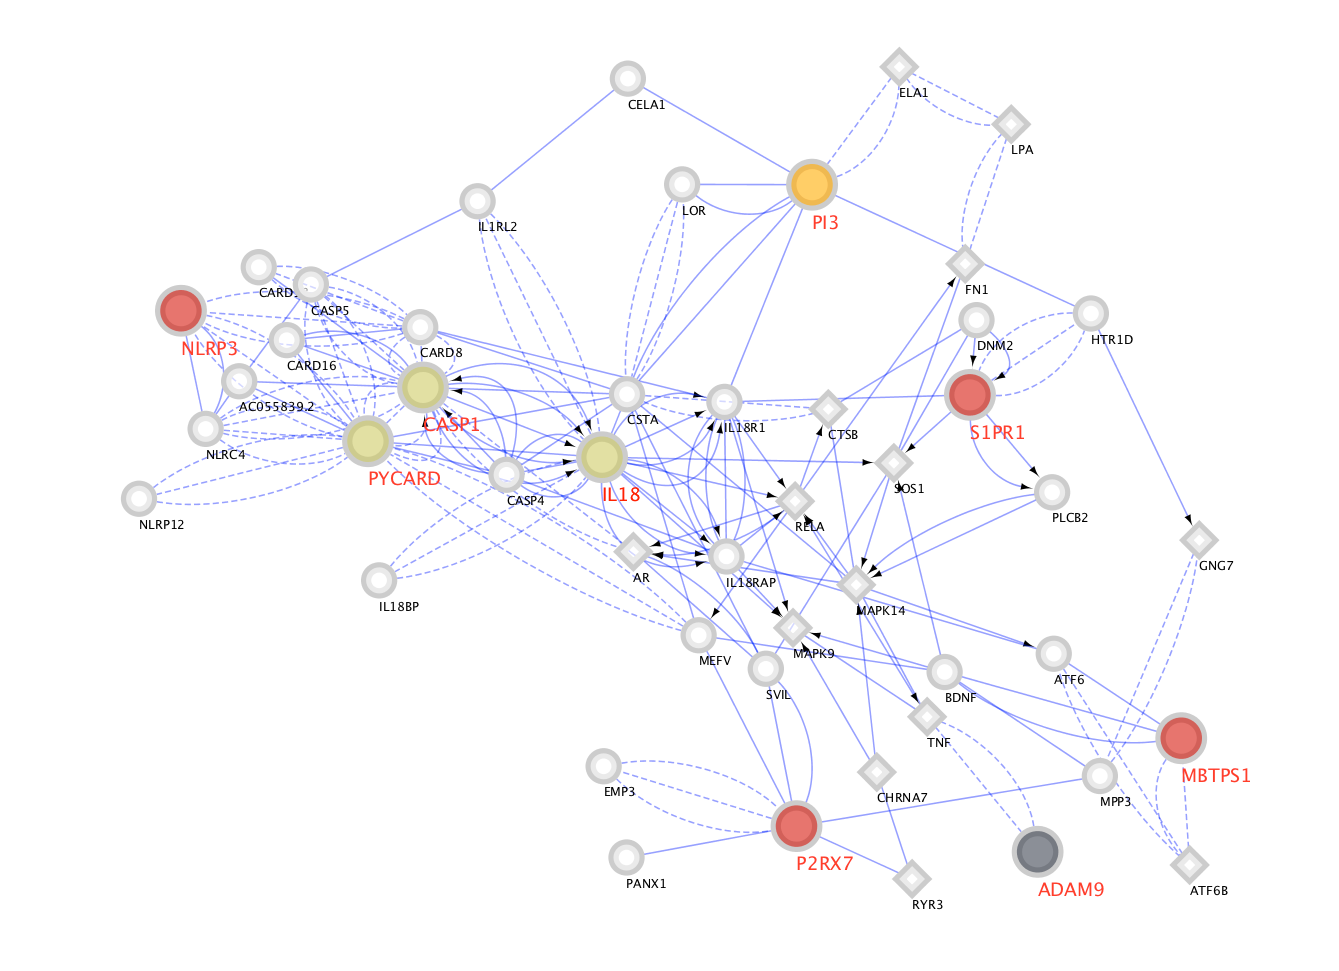 ELA1
CELA1
LPA
LOR
PI3
IL1RL2
FN1
CARD
CASP5
HTR1D
DNM2
NLRP3
CARD8
CARD16
AC055839.2
CASP1
CSTA
IL18R1
CTSB
S1PR1
NLRC4
PYCARD
IL18
SOS1
CASP4
NLRP12
RELA
PLCB2
GNG7
AR
IL18RAP
IL18BP
MAPK14
MAPK9
MEFV
ATF6
SVIL
BDNF
TNF
MBTPS1
EMP3
CHRNA7
MPP3
P2RX7
PANX1
ADAM9
ATF6B
RYR3